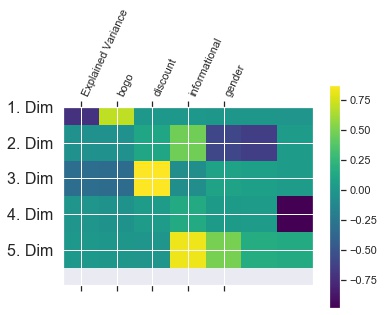 Explained Variance
bogo
discount
informational
gender
1. Dim
2. Dim
3. Dim
4. Dim
5. Dim
0.75
0.50
0.25
0.00
−0.25
−0.50
−0.75